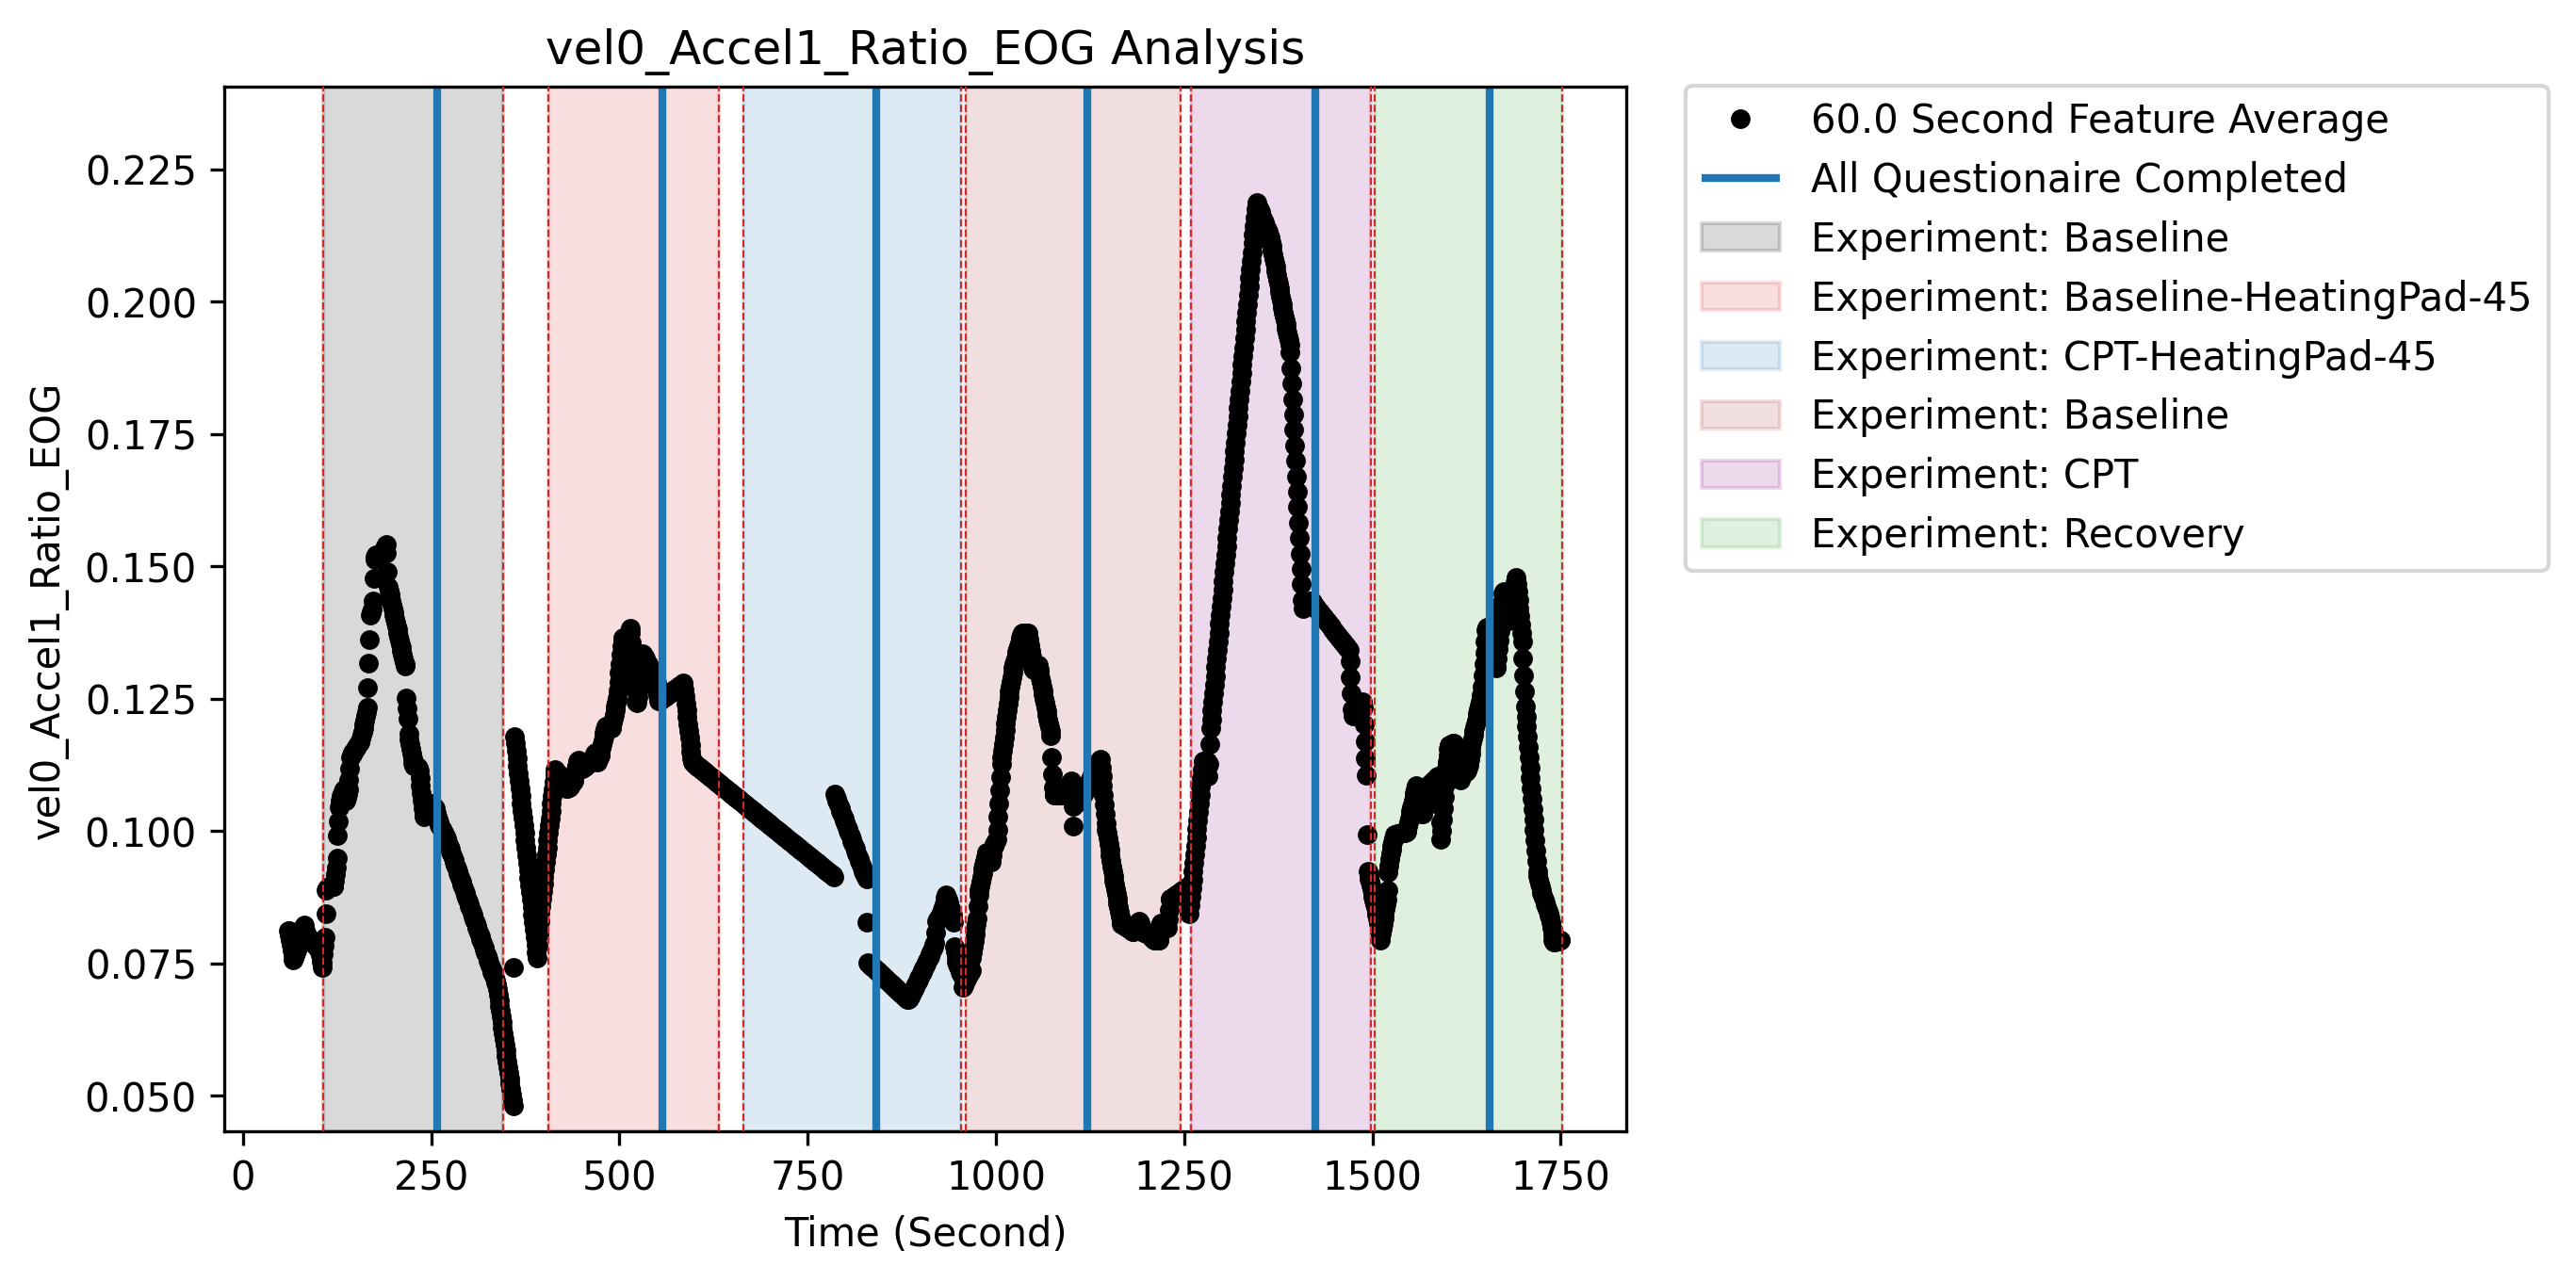 vel0_Accel1_Ratio_EOG Analysis
60.0 Second Feature Average
All Questionaire Completed
Experiment: Baseline
Experiment: Baseline-HeatingPad-45
Experiment: CPT-HeatingPad-45
Experiment: Baseline
Experiment: CPT
Experiment: Recovery
vel0_Accel1_Ratio_EOG
0.225
0.200
0.175
0.150
0.125
0.100
0.075
0.050
0 250 500 750 1000 1250 1500 1750
Time (Second)